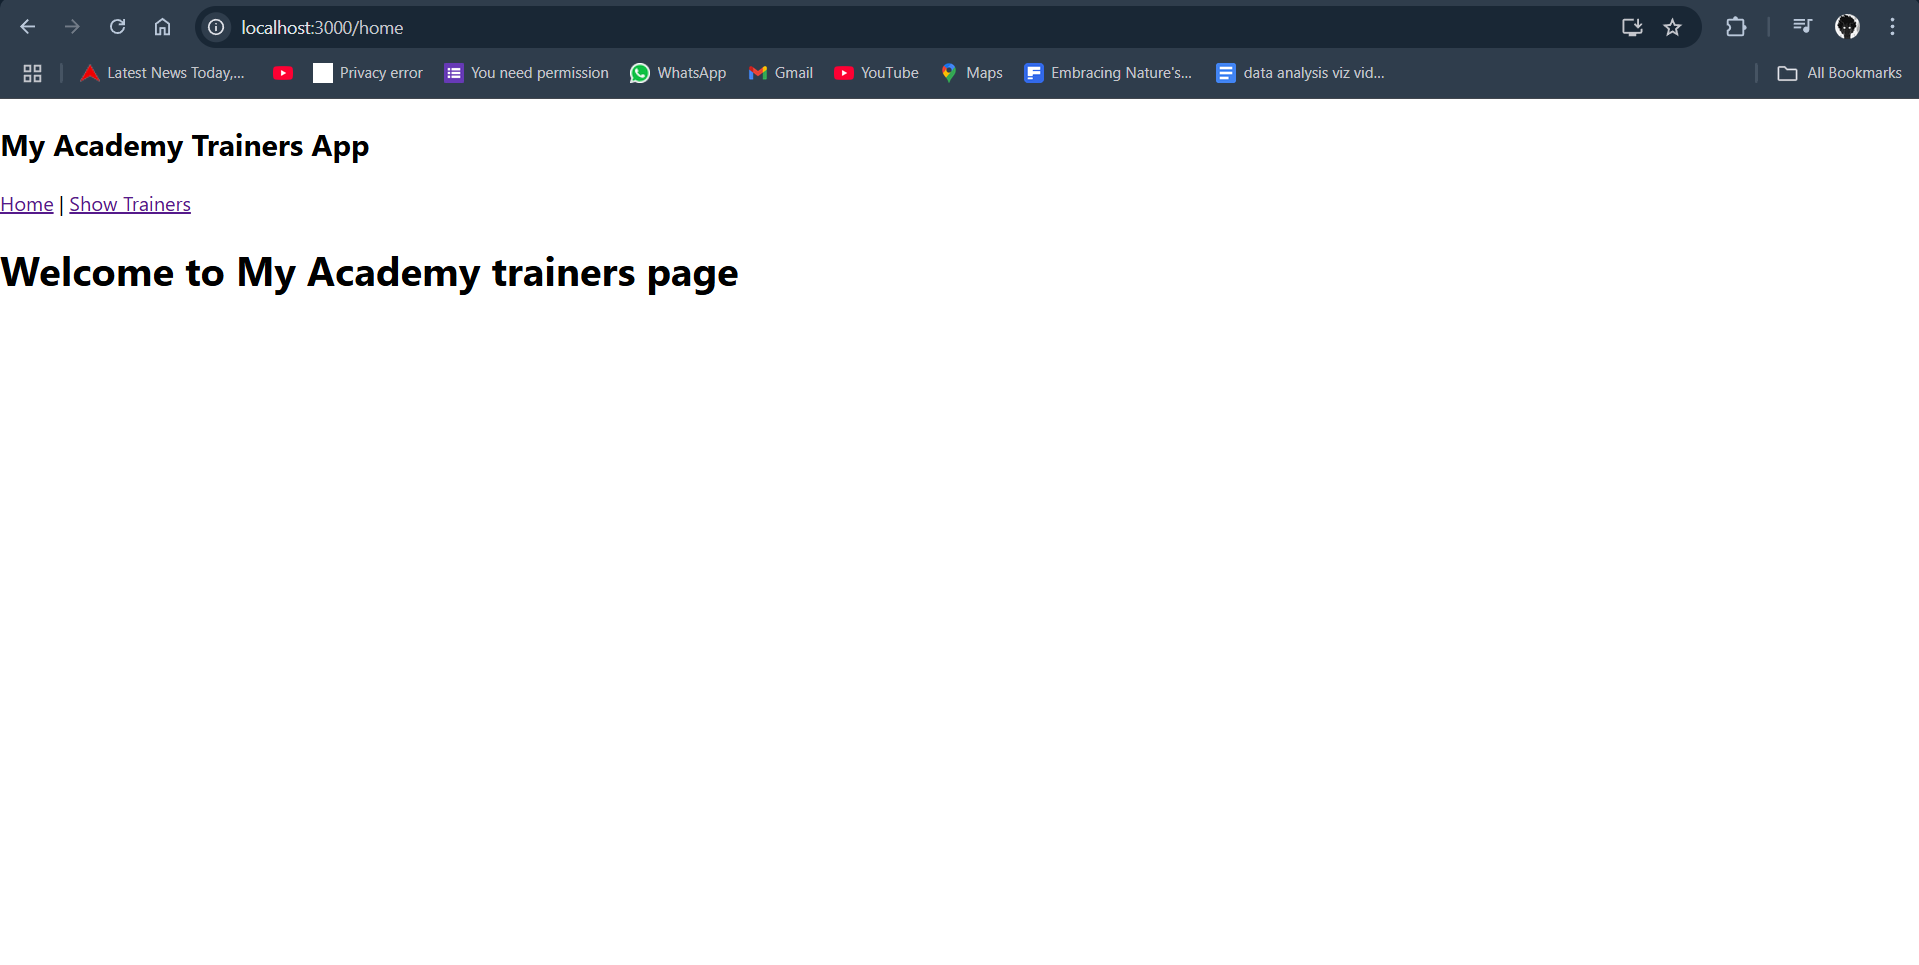 localhost:3000/home
Latest News Today,... Privacy error You need permission WhatsApp Gmail YouTube Maps Embracing Nature's... data analysis viz vid... All Bookmarks
My Academy Trainers App
Home | Show Trainers
Welcome to My Academy trainers page